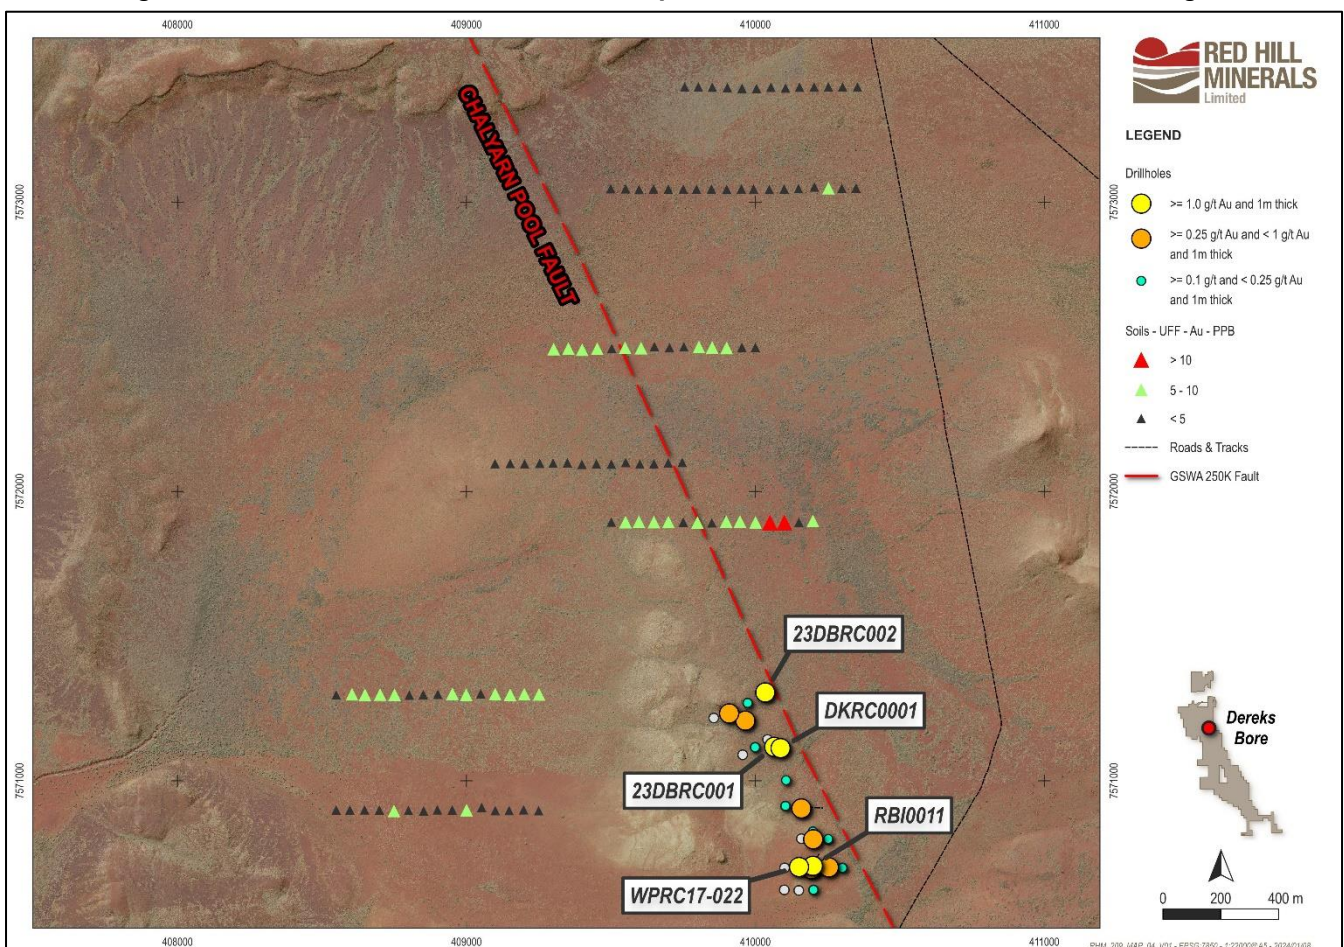 408000
409000
410000
411000
7573000
7573000
7572000
7572000
7571000
7571000
CHALYARN POOL FAULT
23DBRC002
DKRC0001
23DBRC001
RBI0011
WPRC17-022
408000
409000
410000
411000
RED HILL
MINERALS
Limited
LEGEND
Drillholes
>= 1.0 g/t Au and 1m thick
>= 0.25 g/t Au and < 1 g/t Au
and 1m thick
>= 0.1 g/t and < 0.25 g/t Au
and 1m thick
Soils - UFF - Au - PPB
> 10
5 - 10
< 5
Roads & Tracks
GSWA 250K Fault
Dereks
Bore
0 200 400 m